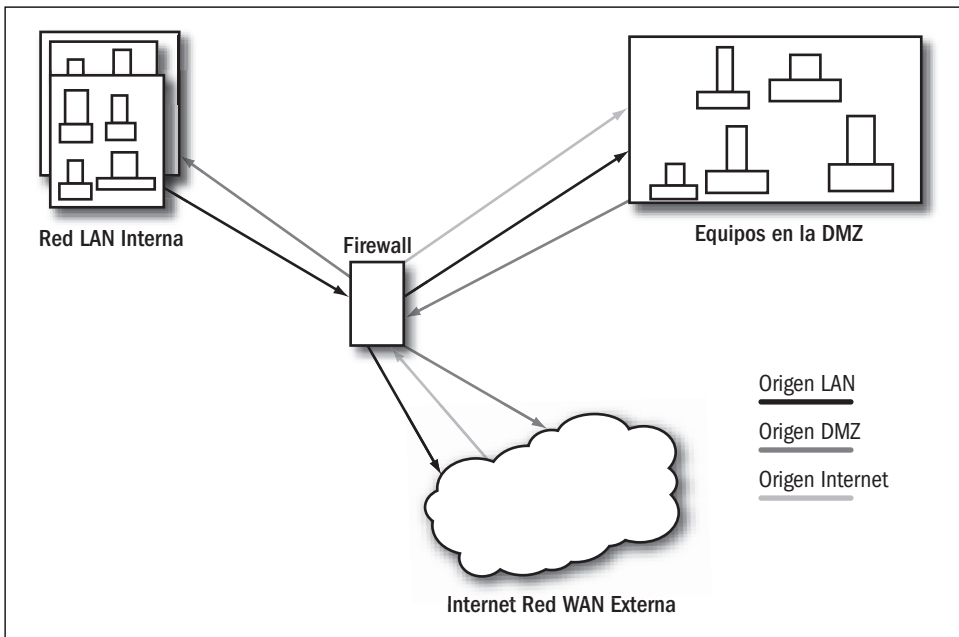 Red LAN Interna
Firewall
Equipos en la DMZ
Origen LAN
Origen DMZ
Origen Internet
Internet Red WAN Externa